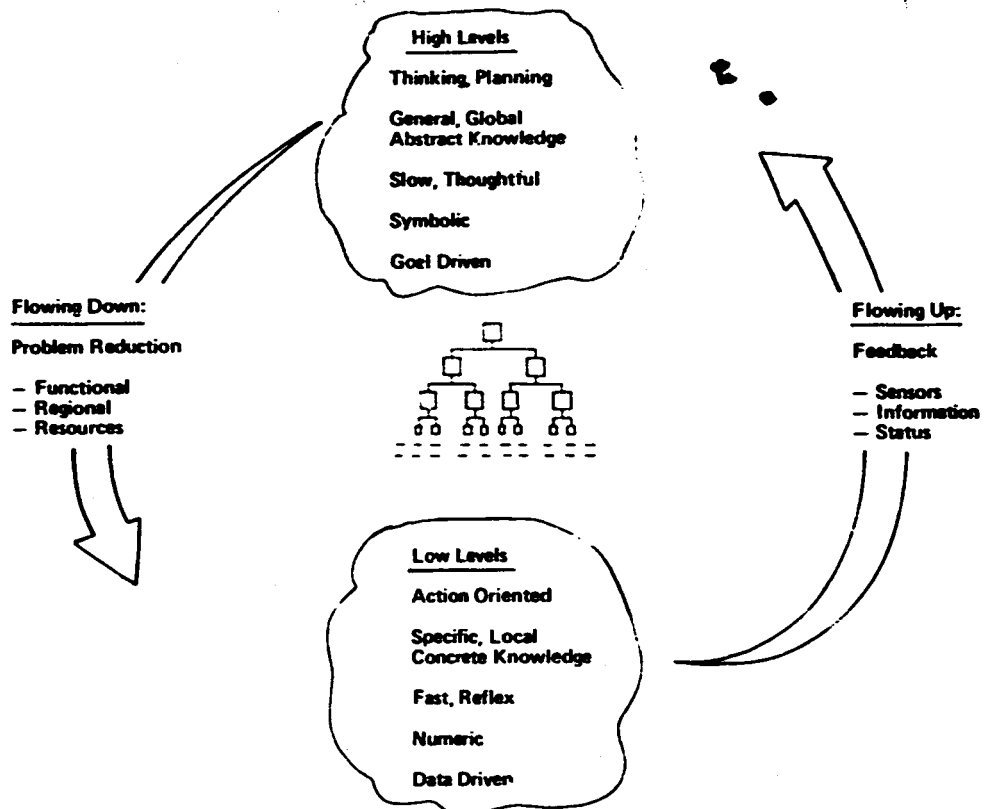 High Levels
Thinking, Planning
General, Global
Abstract Knowledge
Slow, Thoughtful
Symbolic
Goel Driven
Flowing Down:
Problem Reduction
– Functional
– Regional
– Resources
Flowing Up:
Feedback
– Sensors
– Information
– Status
Low Levels
Action Oriented
Specific, Local
Concrete Knowledge
Fast, Reflex
Numeric
Data Driven